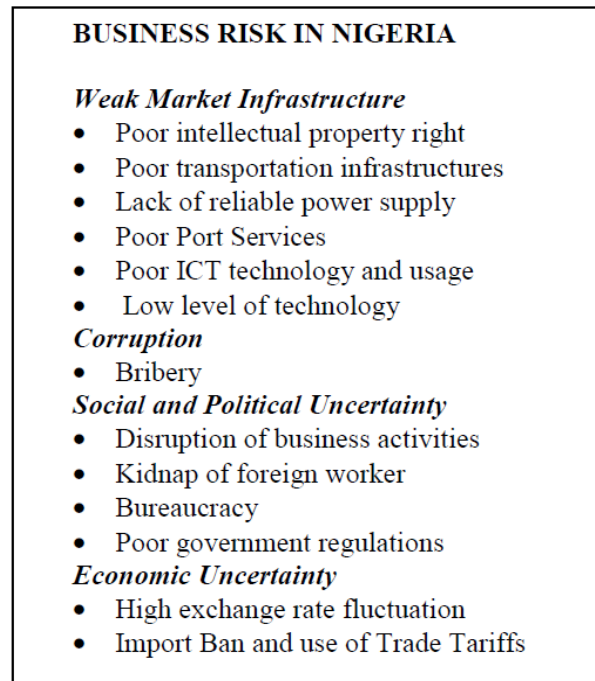 BUSINESS RISK IN NIGERIA
Weak Market Infrastructure
• Poor intellectual property right
• Poor transportation infrastructures
• Lack of reliable power supply
• Poor Port Services
• Poor ICT technology and usage
• Low level of technology
Corruption
• Bribery
Social and Political Uncertainty
• Disruption of business activities
• Kidnap of foreign worker
• Bureaucracy
• Poor government regulations
Economic Uncertainty
• High exchange rate fluctuation
• Import Ban and use of Trade Tariffs